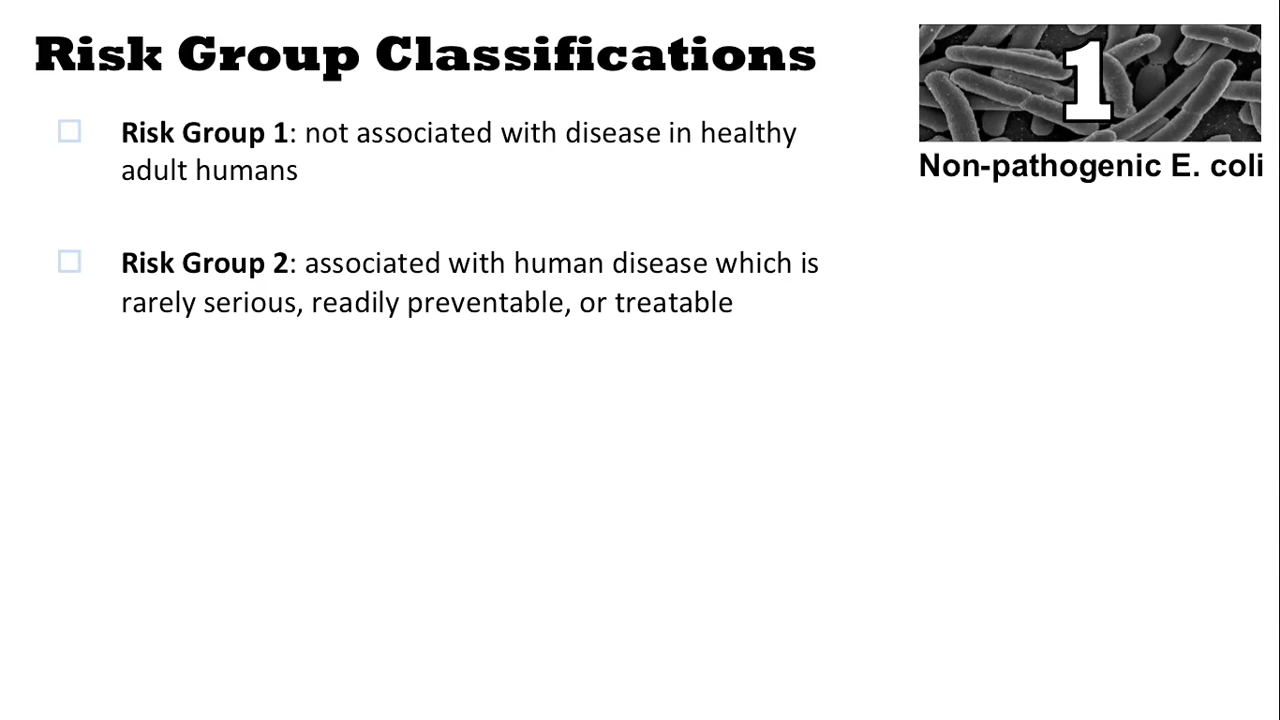 Risk Group Classifications
Risk Group 1: not associated with disease in healthy
adult humans
Risk Group 2: associated with human disease which is
rarely serious, readily preventable, or treatable
1
Non-pathogenic E. coli